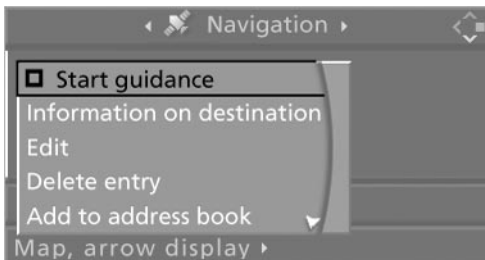 Navigation
Start guidance
Information on destination
Edit
Delete entry
Add to address book
Map, arrow display